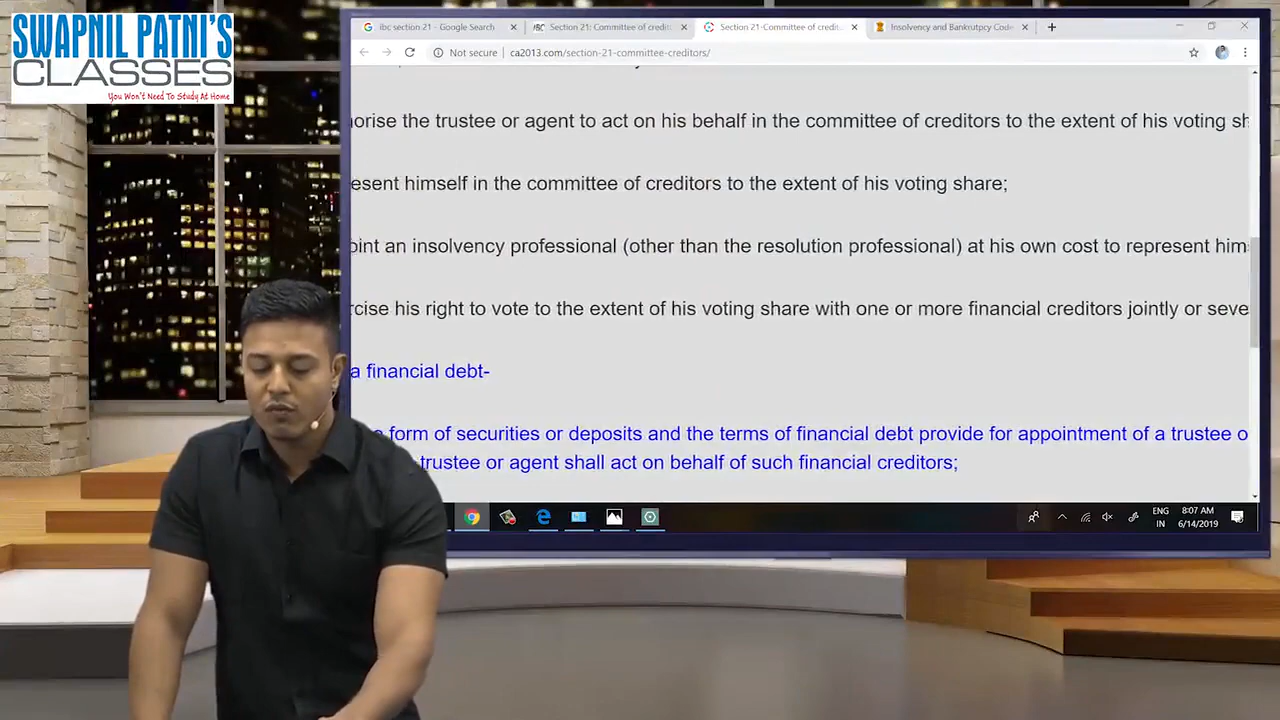 SWAPNIL PATNI'S
CLASSES
You Won't Need To Study At Home
ibc section 21 - Google Search
Section 21: Committee of credit
Section 21-Committee of credit
Insolvency and Bankrutpcy Code
Not secure
ca2013.com/section-21-committee-creditors/
orise the trustee or agent to act on his behalf in the committee of creditors to the extent of his voting sh
esent himself in the committee of creditors to the extent of his voting share;
oint an insolvency professional (other than the resolution professional) at his own cost to represent him
rcise his right to vote to the extent of his voting share with one or more financial creditors jointly or seve
a financial debt-
form of securities or deposits and the terms of financial debt provide for appointment of a trustee o
trustee or agent shall act on behalf of such financial creditors;
ENG
IN
8:07 AM
6/14/2019